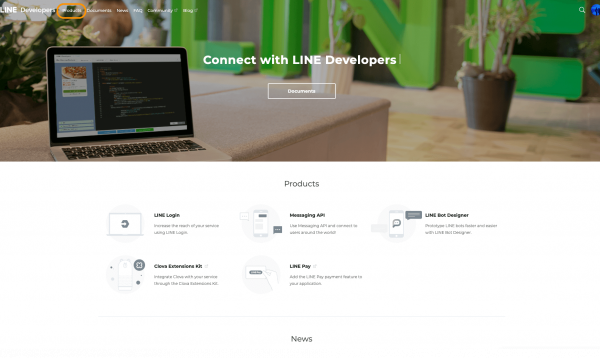 LINE Developers Products Documents News FAQ Community Blog
Connect with LINE Developers
Documents
Products
LINE Login
Increase the reach of your service
using LINE Login.
Messaging API
Use Messaging API and connect to
users around the world!
LINE Bot Designer
Prototype LINE bots faster and easier
with LINE Bot Designer.
Clova Extensions Kit
Integrate Clova with your service
through the Clova Extensions Kit.
LINE Pay
Add the LINE Pay payment feature to
your application.
News